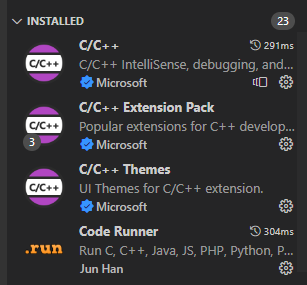 INSTALLED 23
C/C++ 291ms
C/C++ C/C++ IntelliSense, debugging, and...
Microsoft
C/C++ Extension Pack
C/C++ Popular extensions for C++ develop...
3 Microsoft
C/C++ Themes
C/C++ UI Themes for C/C++ extension.
Microsoft
Code Runner 304ms
.run Run C, C++, Java, JS, PHP, Python, P...
Jun Han